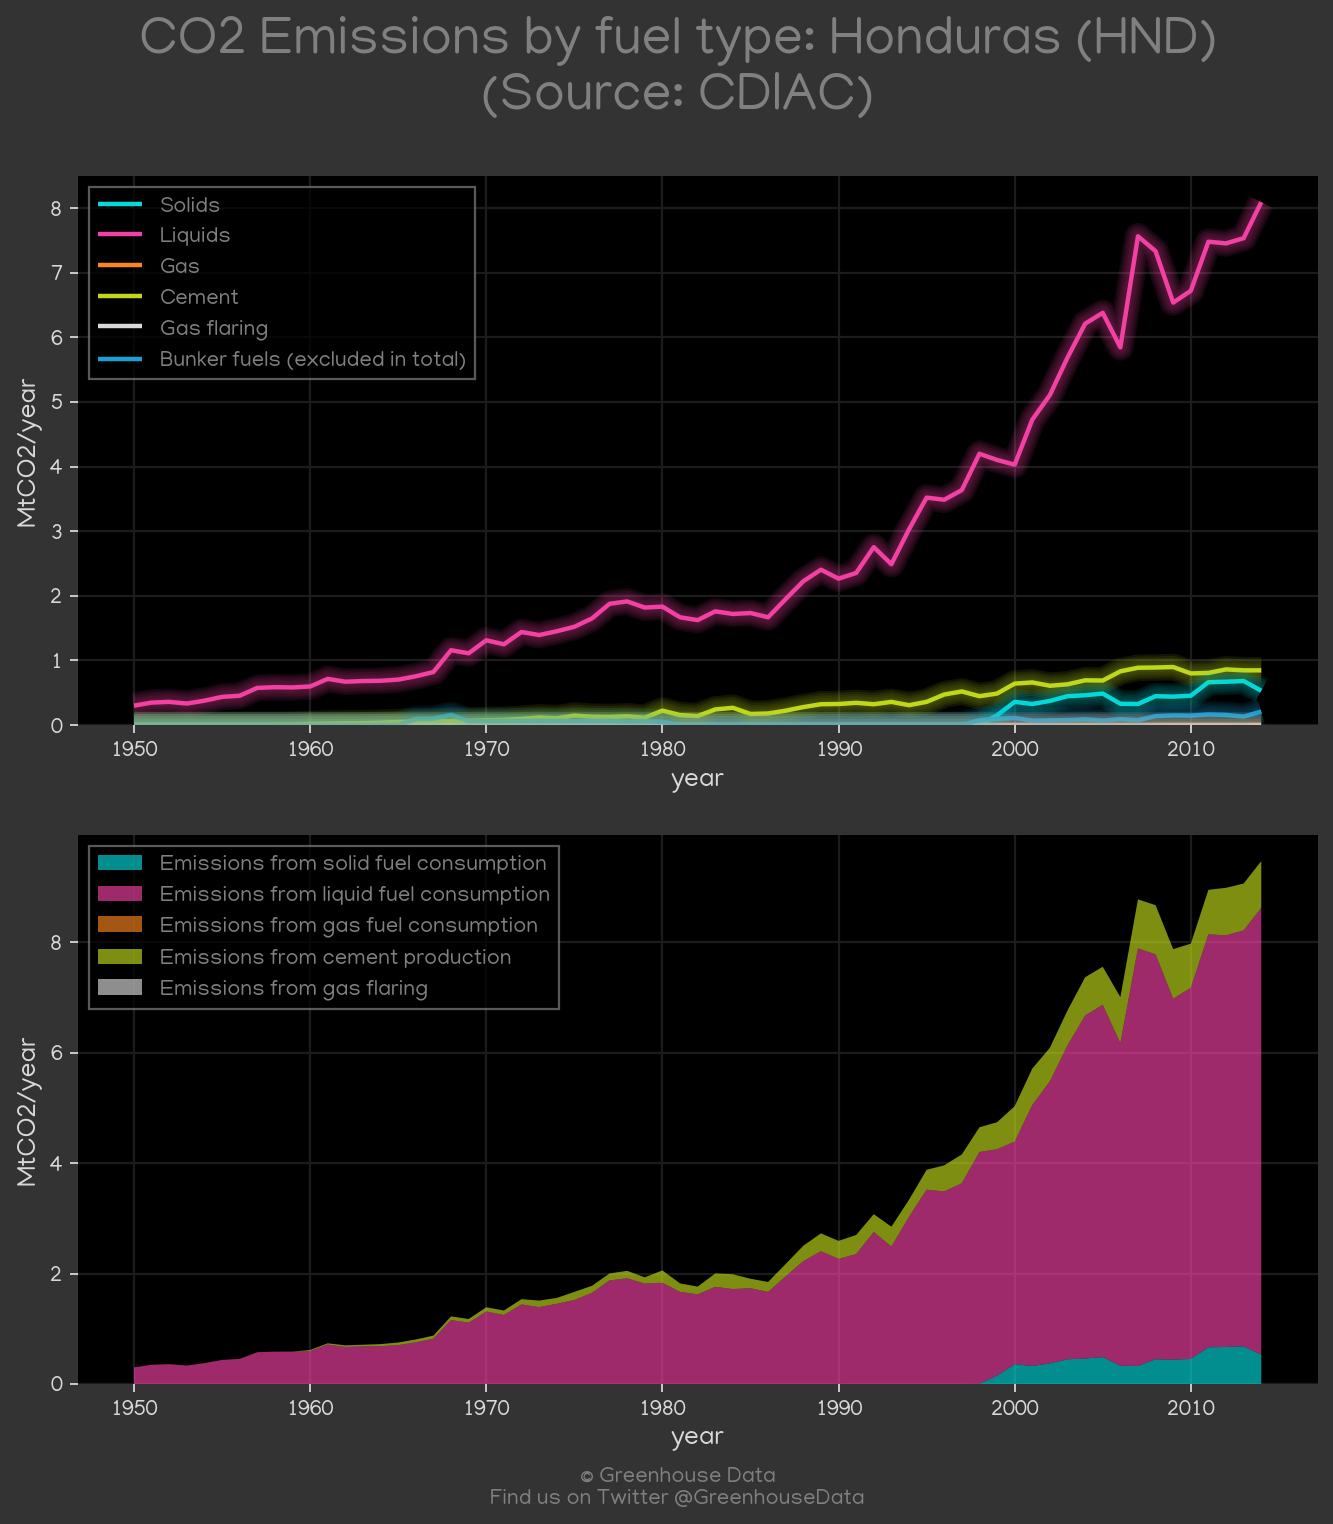 CO2 Emissions by fuel type: Honduras (HND)
(Source: CDIAC)
Solids
Liquids
Gas
Cement
Gas flaring
Bunker fuels (excluded in total)
MtCO2/year
8
7
6
5
4
3
2
1
0
1950 1960 1970 1980 1990 2000 2010
year
Emissions from solid fuel consumption
Emissions from liquid fuel consumption
Emissions from gas fuel consumption
Emissions from cement production
Emissions from gas flaring
MtCO2/year
8
6
4
2
0
1950 1960 1970 1980 1990 2000 2010
year
© Greenhouse Data
Find us on Twitter @GreenhouseData